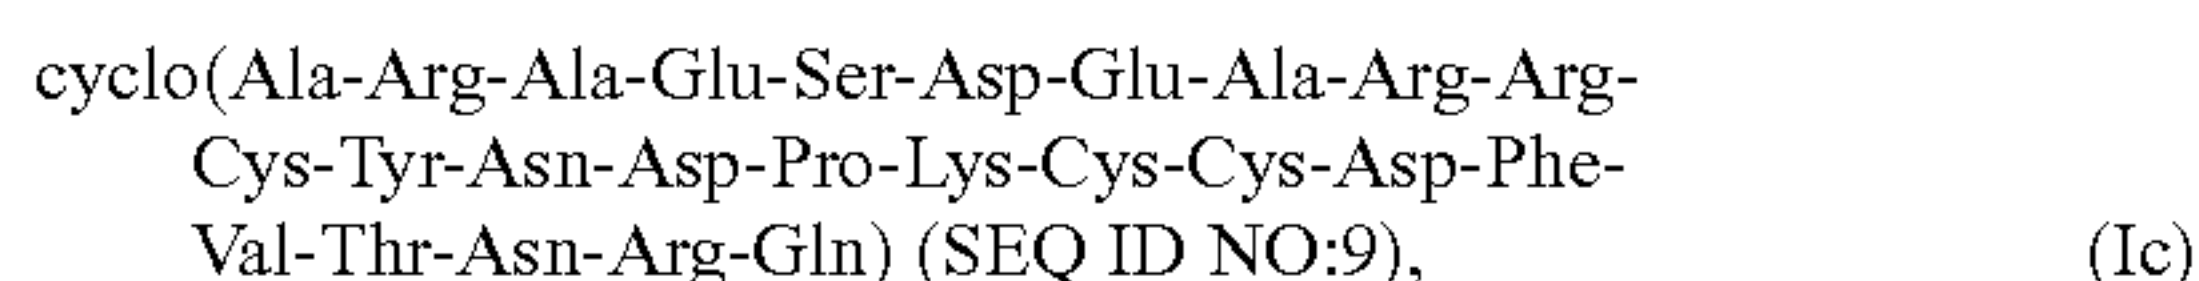 cyclo(Ala-Arg-Ala-Glu-Ser-Asp-Glu-Ala-Arg-Arg-
Cys-Tyr-Asn-Asp-Pro-Lys-Cys-Cys-Asp-Phe-
Val-Thr-Asn-Arg-Gln) (SEQ ID NO:9), (Ic)